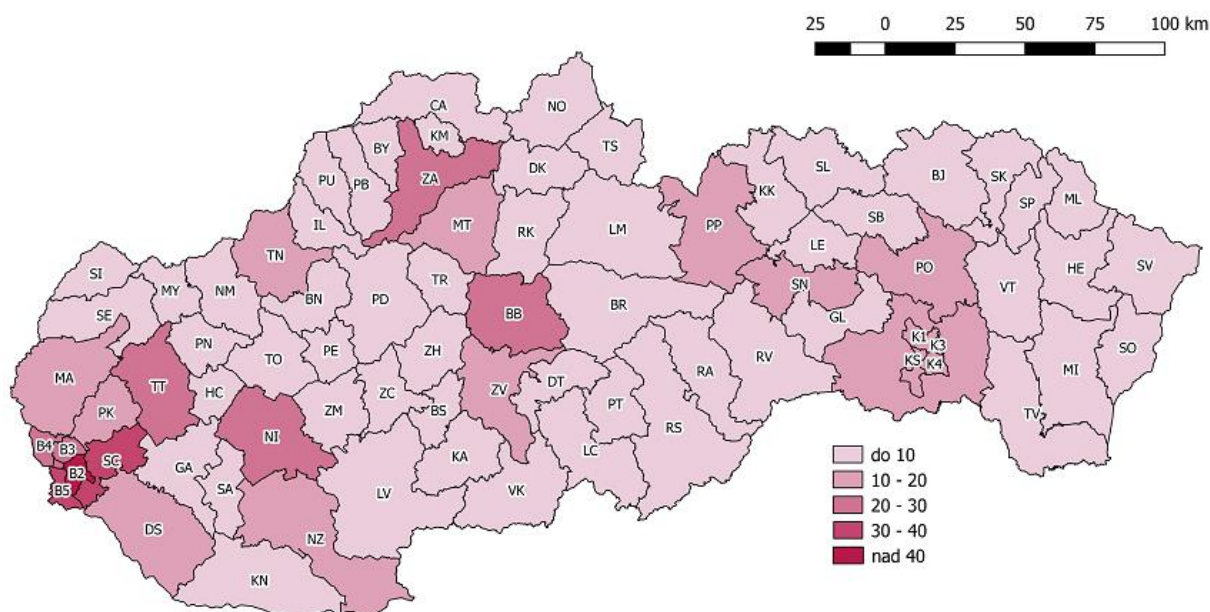 25 0 25 50 75 100 km
CA
NO
KM
TS
BY
DK
ZA
PU
PB
SL
BJ
SK
KK
SP
ML
SB
IL
MT
RK
LM
PP
LE
TN
PO
HE
SV
SI
TR
SN
VT
MY
NM
BN
PD
BR
SE
BB
GL
K1
K3
PN
TO
PE
ZH
RV
KS
K4
SO
MA
TT
RA
MI
DT
HC
ZC
ZV
PK
ZM
BS
PT
TV
NI
RS
B4
B3
LC
SC
KA
B2
GA
do 10
B5
SA
LV
VK
10 - 20
20 - 30
DS
30 - 40
NZ
nad 40
KN